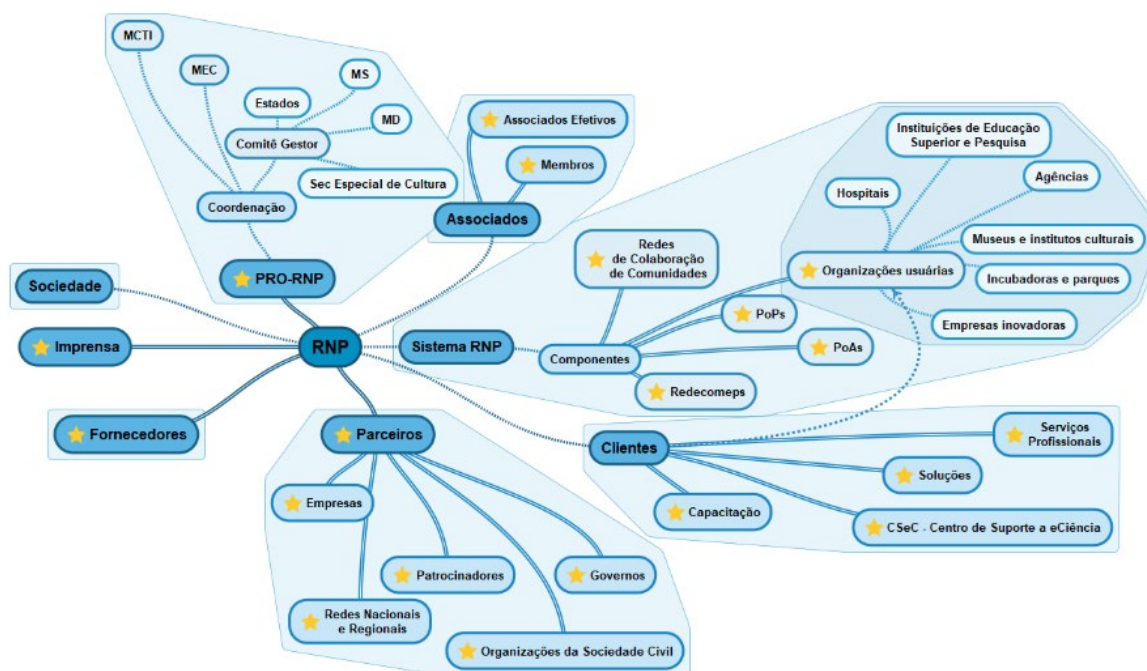 MCTI
MEC
MS
Estados
MD
Comitê Gestor
Sec Especial de Cultura
Coordenação
PRO-RNP
Associados Efetivos
Membros
Associados
Instituições de Educação
Superior e Pesquisa
Hospitais
Agências
Museus e institutos culturais
Organizações usuárias
Incubadoras e parques
Empresas inovadoras
Redes
de Colaboração
de Comunidades
PoPs
PoAs
Componentes
Redecomeps
Sistema RNP
Sociedade
Imprensa
RNP
Fornecedores
Parceiros
Empresas
Patrocinadores
Governos
Redes Nacionais
e Regionais
Organizações da Sociedade Civil
Clientes
Serviços
Profissionais
Soluções
Capacitação
CSeC - Centro de Suporte a eCiência